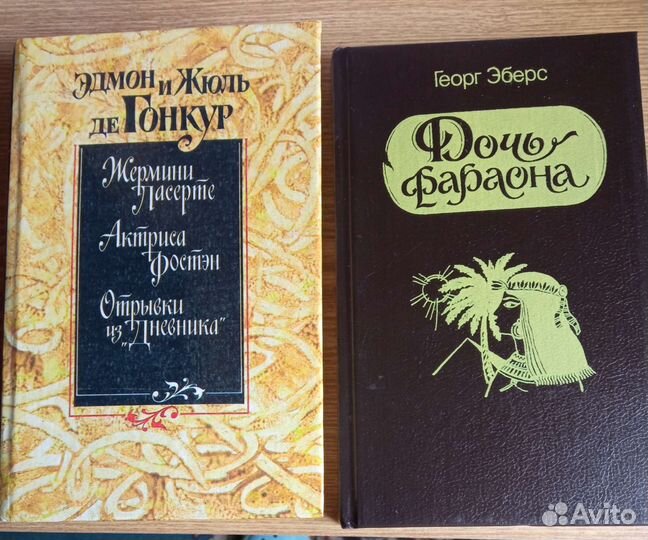 Эдмон и Жюль
де Гонкур
Жермини
Ласерте
Актриса
Фостэн
Отрывки
из „Дневника"
Георг Эберс
Дочь
фараона
Avito